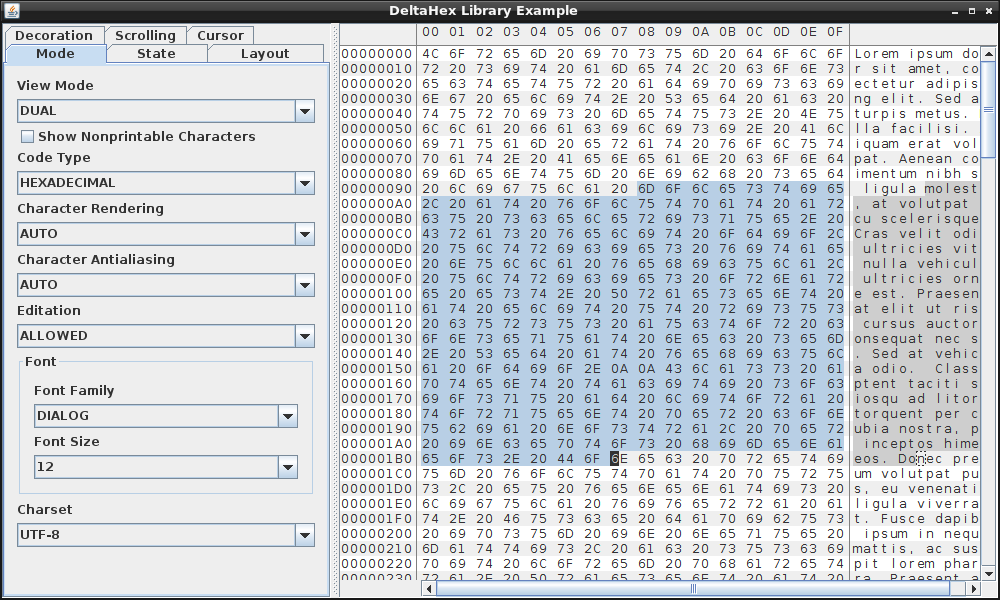 DeltaHex Library Example
Decoration Scrolling Cursor
Mode State Layout
View Mode
DUAL
Show Nonprintable Characters
Code Type
HEXADECIMAL
Character Rendering
AUTO
Character Antialiasing
AUTO
Editation
ALLOWED
Font
Font Family
DIALOG
Font Size
12
Charset
UTF-8
00 01 02 03 04 05 06 07 08 09 0A 0B 0C 0D 0E 0F
00000000 4C 6F 72 65 6D 20 69 70 73 75 6D 20 64 6F 6C 6F Lorem ipsum do
00000010 72 20 73 69 74 20 61 6D 65 74 2C 20 63 6F 6E 73 r sit amet, co
00000020 65 63 74 65 74 75 72 20 61 64 69 70 69 73 63 69 ectetur adipis
00000030 6E 67 20 65 6C 69 74 2E 20 53 65 64 20 61 63 20 ng elit. Sed a
00000040 74 75 72 70 69 73 20 6D 65 74 75 73 2E 20 4E 75 turpis metus.
00000050 6C 6C 61 20 66 61 63 69 6C 69 73 69 2E 20 41 6C lla facilisi.
00000060 69 71 75 61 6D 20 65 72 61 74 20 76 6F 6C 75 74 iquam erat vol
00000070 70 61 74 2E 20 41 65 6E 65 61 6E 20 63 6F 6E 64 pat. Aenean co
00000080 69 6D 65 6E 74 75 6D 20 6E 69 62 68 imentum nibh s
00000090 20 6C 69 67 75 6C 61 20 6D 6F 6C 65 73 74 69 65 ligula molest
000000A0 2C 20 61 74 20 76 6F 6C 75 74 70 61 74 20 61 72 , at volutpat
000000B0 63 75 20 73 63 65 6C 65 72 69 73 71 75 65 2E 20 cu scelerisque
000000C0 43 72 61 73 20 76 65 6C 69 74 20 6F 64 69 6F 2C Cras velit odi
000000D0 20 75 6C 74 72 69 63 69 65 73 20 76 69 74 61 65 ultricies vit
000000E0 20 6E 75 6C 6C 61 20 76 65 68 69 63 75 6C 61 2C nulla vehicul
000000F0 20 75 6C 74 72 69 63 69 65 73 20 6F 72 6E 61 72 ultricies orn
00000100 65 20 65 73 74 2E 20 50 72 61 65 73 65 6E 74 20 e est. Praesen
00000110 61 74 20 65 6C 69 74 20 75 74 20 72 69 73 75 73 at elit ut ris
00000120 20 63 75 72 73 75 73 20 61 75 63 74 6F 72 20 63 cursus auctor
00000130 6F 6E 73 65 71 75 61 74 20 6E 65 63 20 73 65 6D onsequat nec s
00000140 2E 20 53 65 64 20 61 74 20 76 65 68 69 63 75 6C . Sed at vehic
00000150 61 20 6F 64 69 6F 2E 0A 0A 43 6C 61 73 73 20 61 a odio. Class
00000160 70 74 65 6E 74 20 74 61 63 69 74 69 20 73 6F 63 ptent taciti s
00000170 69 6F 73 71 75 20 61 64 20 6C 69 74 6F 72 61 20 iosqu ad litor
00000180 74 6F 72 71 75 65 6E 74 20 70 65 72 20 63 6F 6E torquent per c
00000190 75 62 69 61 20 6E 6F 73 74 72 61 2C 20 70 65 72 ubia nostra, p
000001A0 20 69 6E 63 65 70 74 6F 73 20 68 69 6D 65 6E 61 inceptos hime
000001B0 65 6F 73 2E 20 44 6F 6E 65 63 20 70 72 65 74 69 eos. Donec pre
000001C0 75 6D 20 76 6F 6C 75 74 70 61 74 20 70 75 72 75 um volutpat pu
000001D0 73 2C 20 65 75 20 76 65 6E 65 6E 61 74 69 73 20 s, eu venenati
000001E0 6C 69 67 75 6C 61 20 76 69 76 65 72 72 61 20 61 ligula viverra
000001F0 74 2E 20 46 75 73 63 65 20 64 61 70 69 62 75 73 t. Fusce dapib
00000200 20 69 70 73 75 6D 20 69 6E 20 6E 65 71 75 65 20 ipsum in nequ
00000210 6D 61 74 74 69 73 2C 20 61 63 20 73 75 73 63 69 mattis, ac sus
00000220 70 69 74 20 6C 6F 72 65 6D 20 70 68 61 72 65 74 pit lorem phar
00000230 72 61 2E 20 50 72 61 65 73 65 6E 74 20 61 74 20 ra. Praesent a